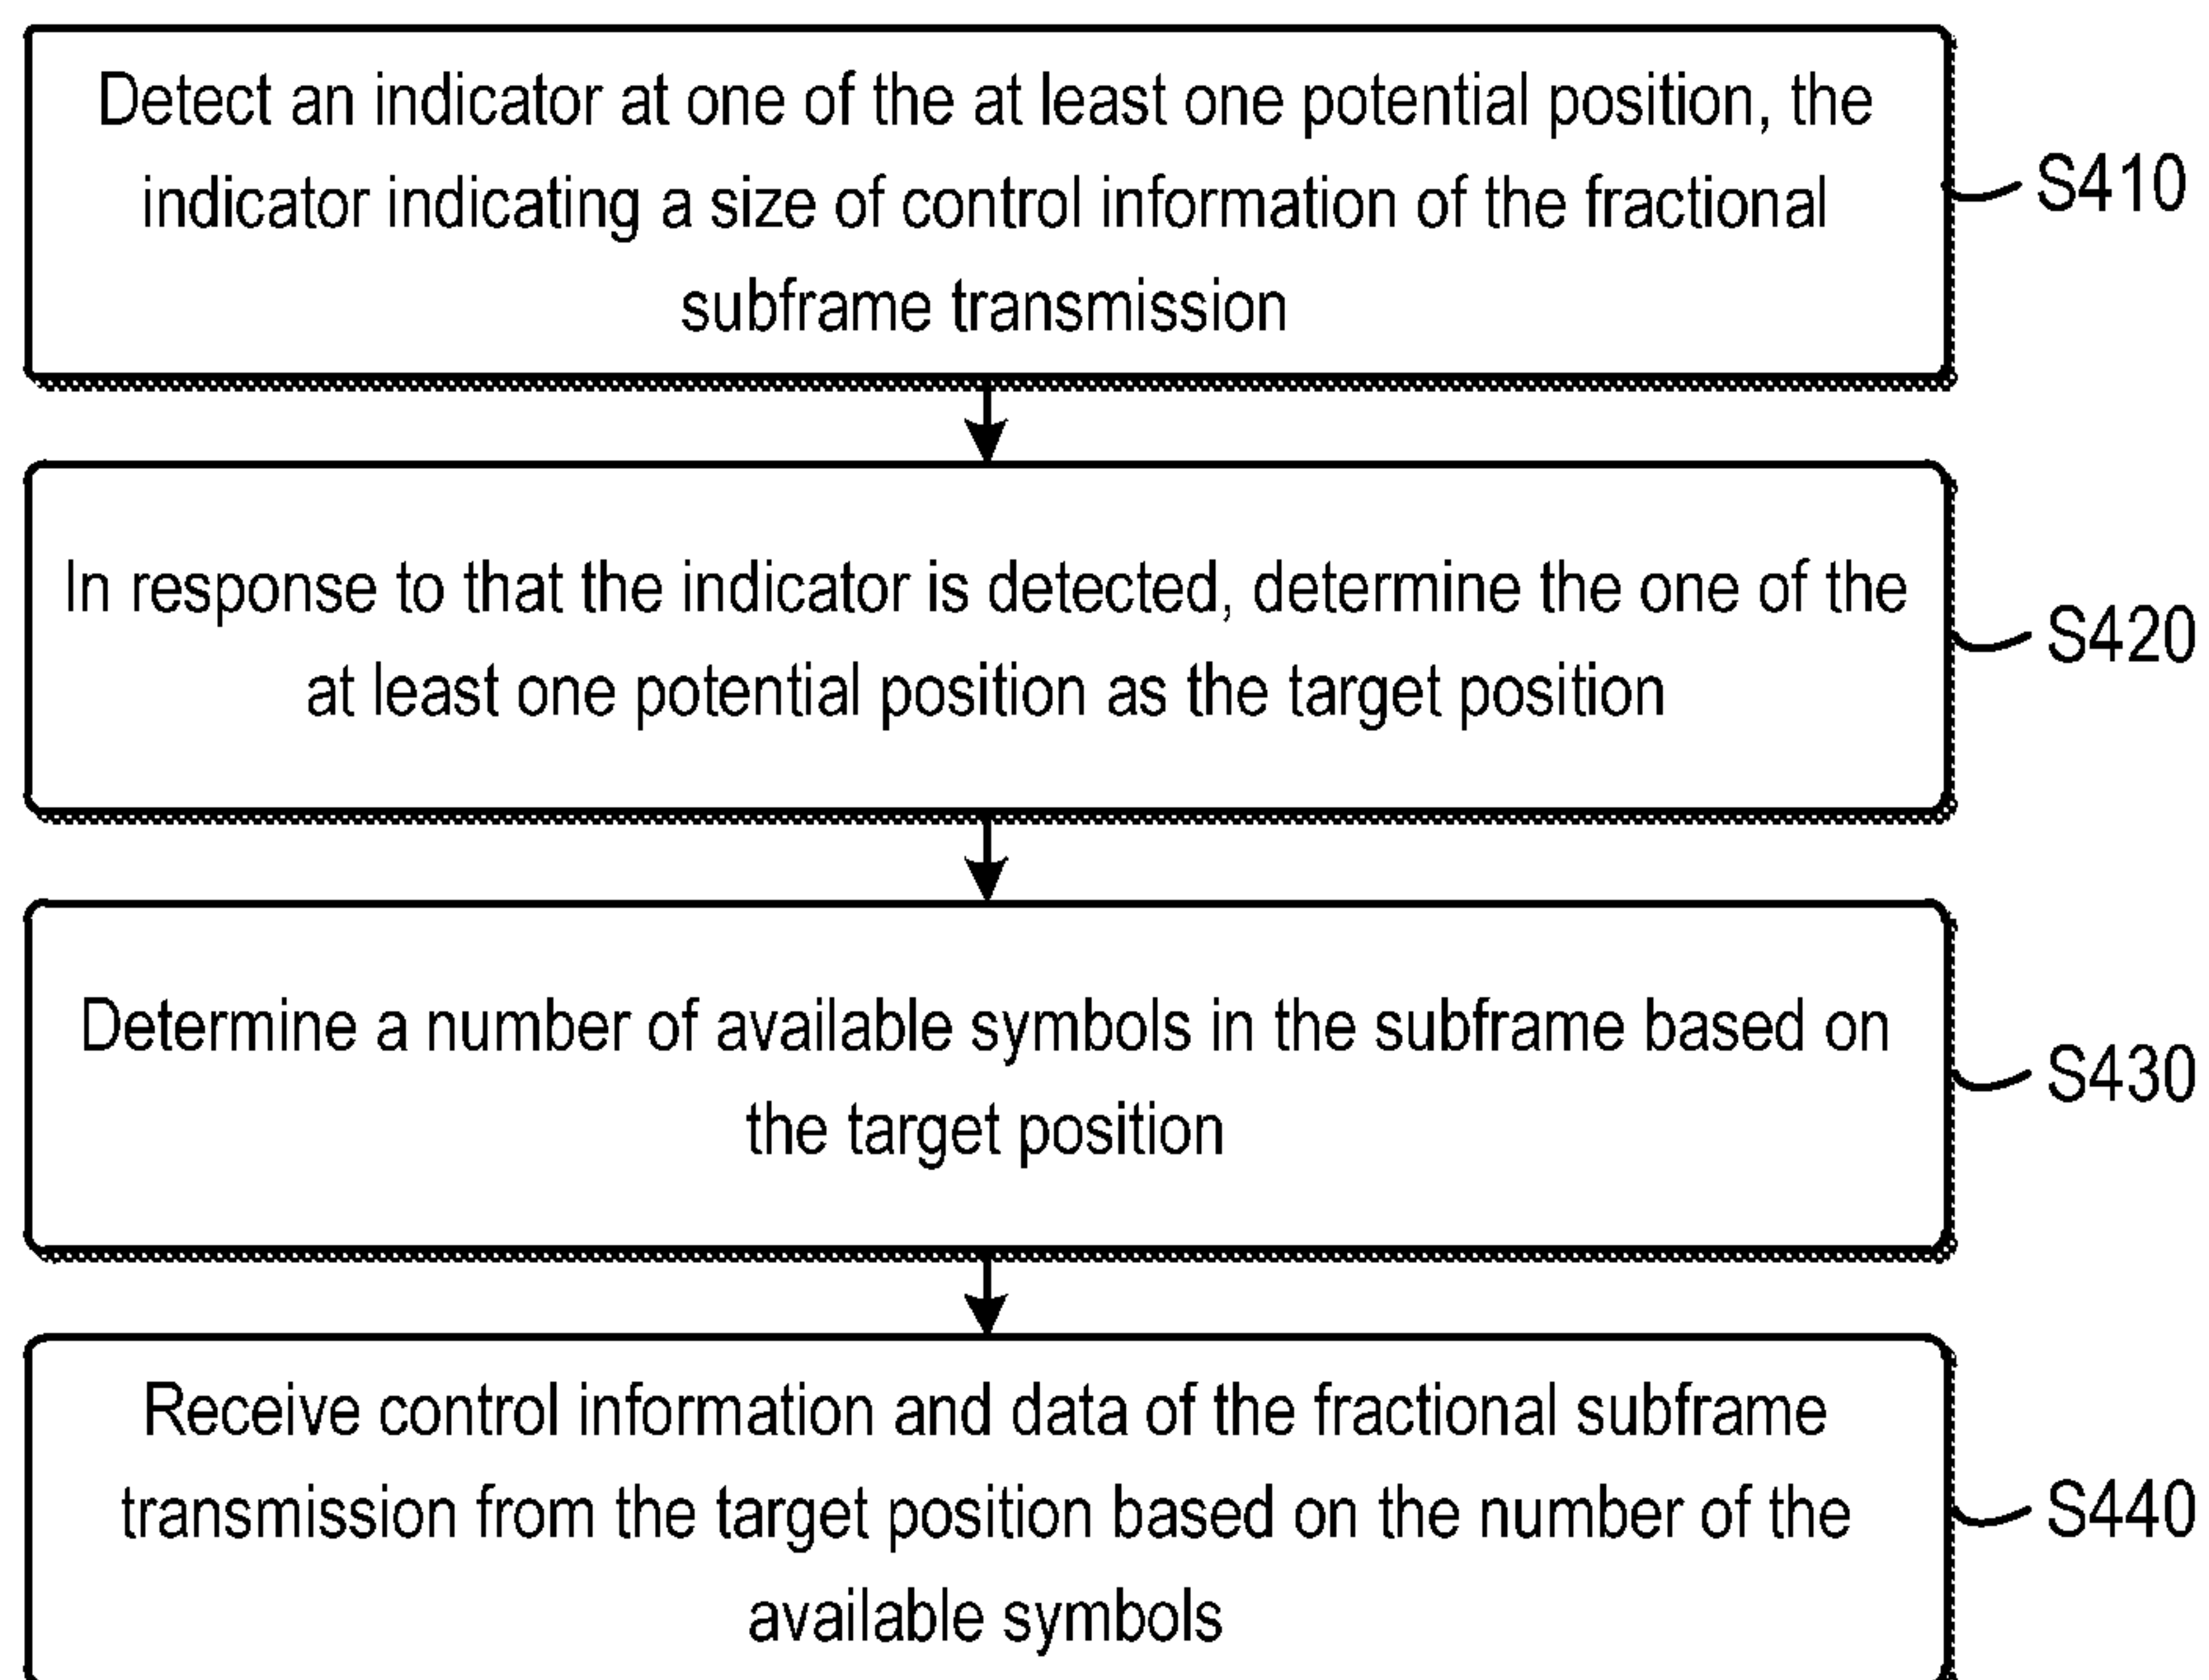 Detect an indicator at one of the at least one potential position, the
indicator indicating a size of control information of the fractional
subframe transmission
S410
In response to that the indicator is detected, determine the one of the
at least one potential position as the target position
S420
Determine a number of available symbols in the subframe based on
the target position
S430
Receive control information and data of the fractional subframe
transmission from the target position based on the number of the
available symbols
S440